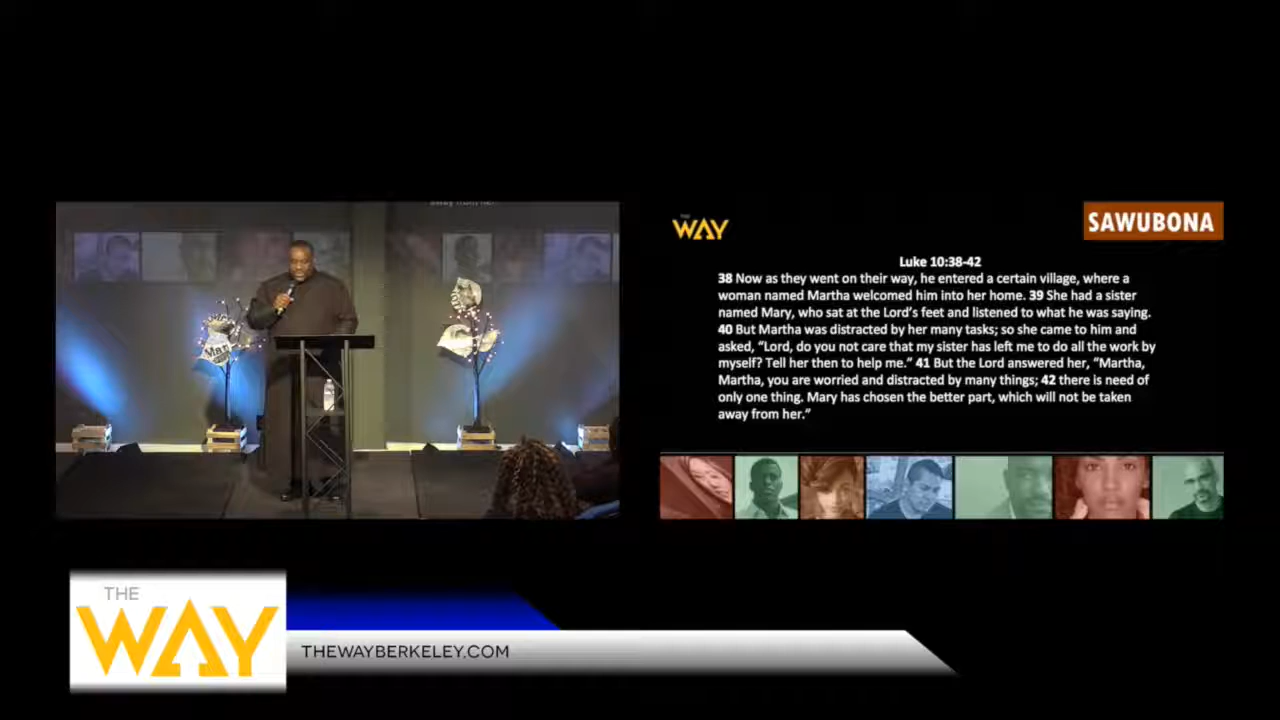 away from her.
THE
WAY
SAWUBONA
Luke 10:38-42
38 Now as they went on their way, he entered a certain village, where a
woman named Martha welcomed him into her home. 39 She had a sister
named Mary, who sat at the Lord’s feet and listened to what he was saying.
40 But Martha was distracted by her many tasks; so she came to him and
asked, “Lord, do you not care that my sister has left me to do all the work by
myself? Tell her then to help me.” 41 But the Lord answered her, “Martha,
Martha, you are worried and distracted by many things; 42 there is need of
only one thing. Mary has chosen the better part, which will not be taken
away from her.”
THE
WAY
THEWAYBERKELEY.COM